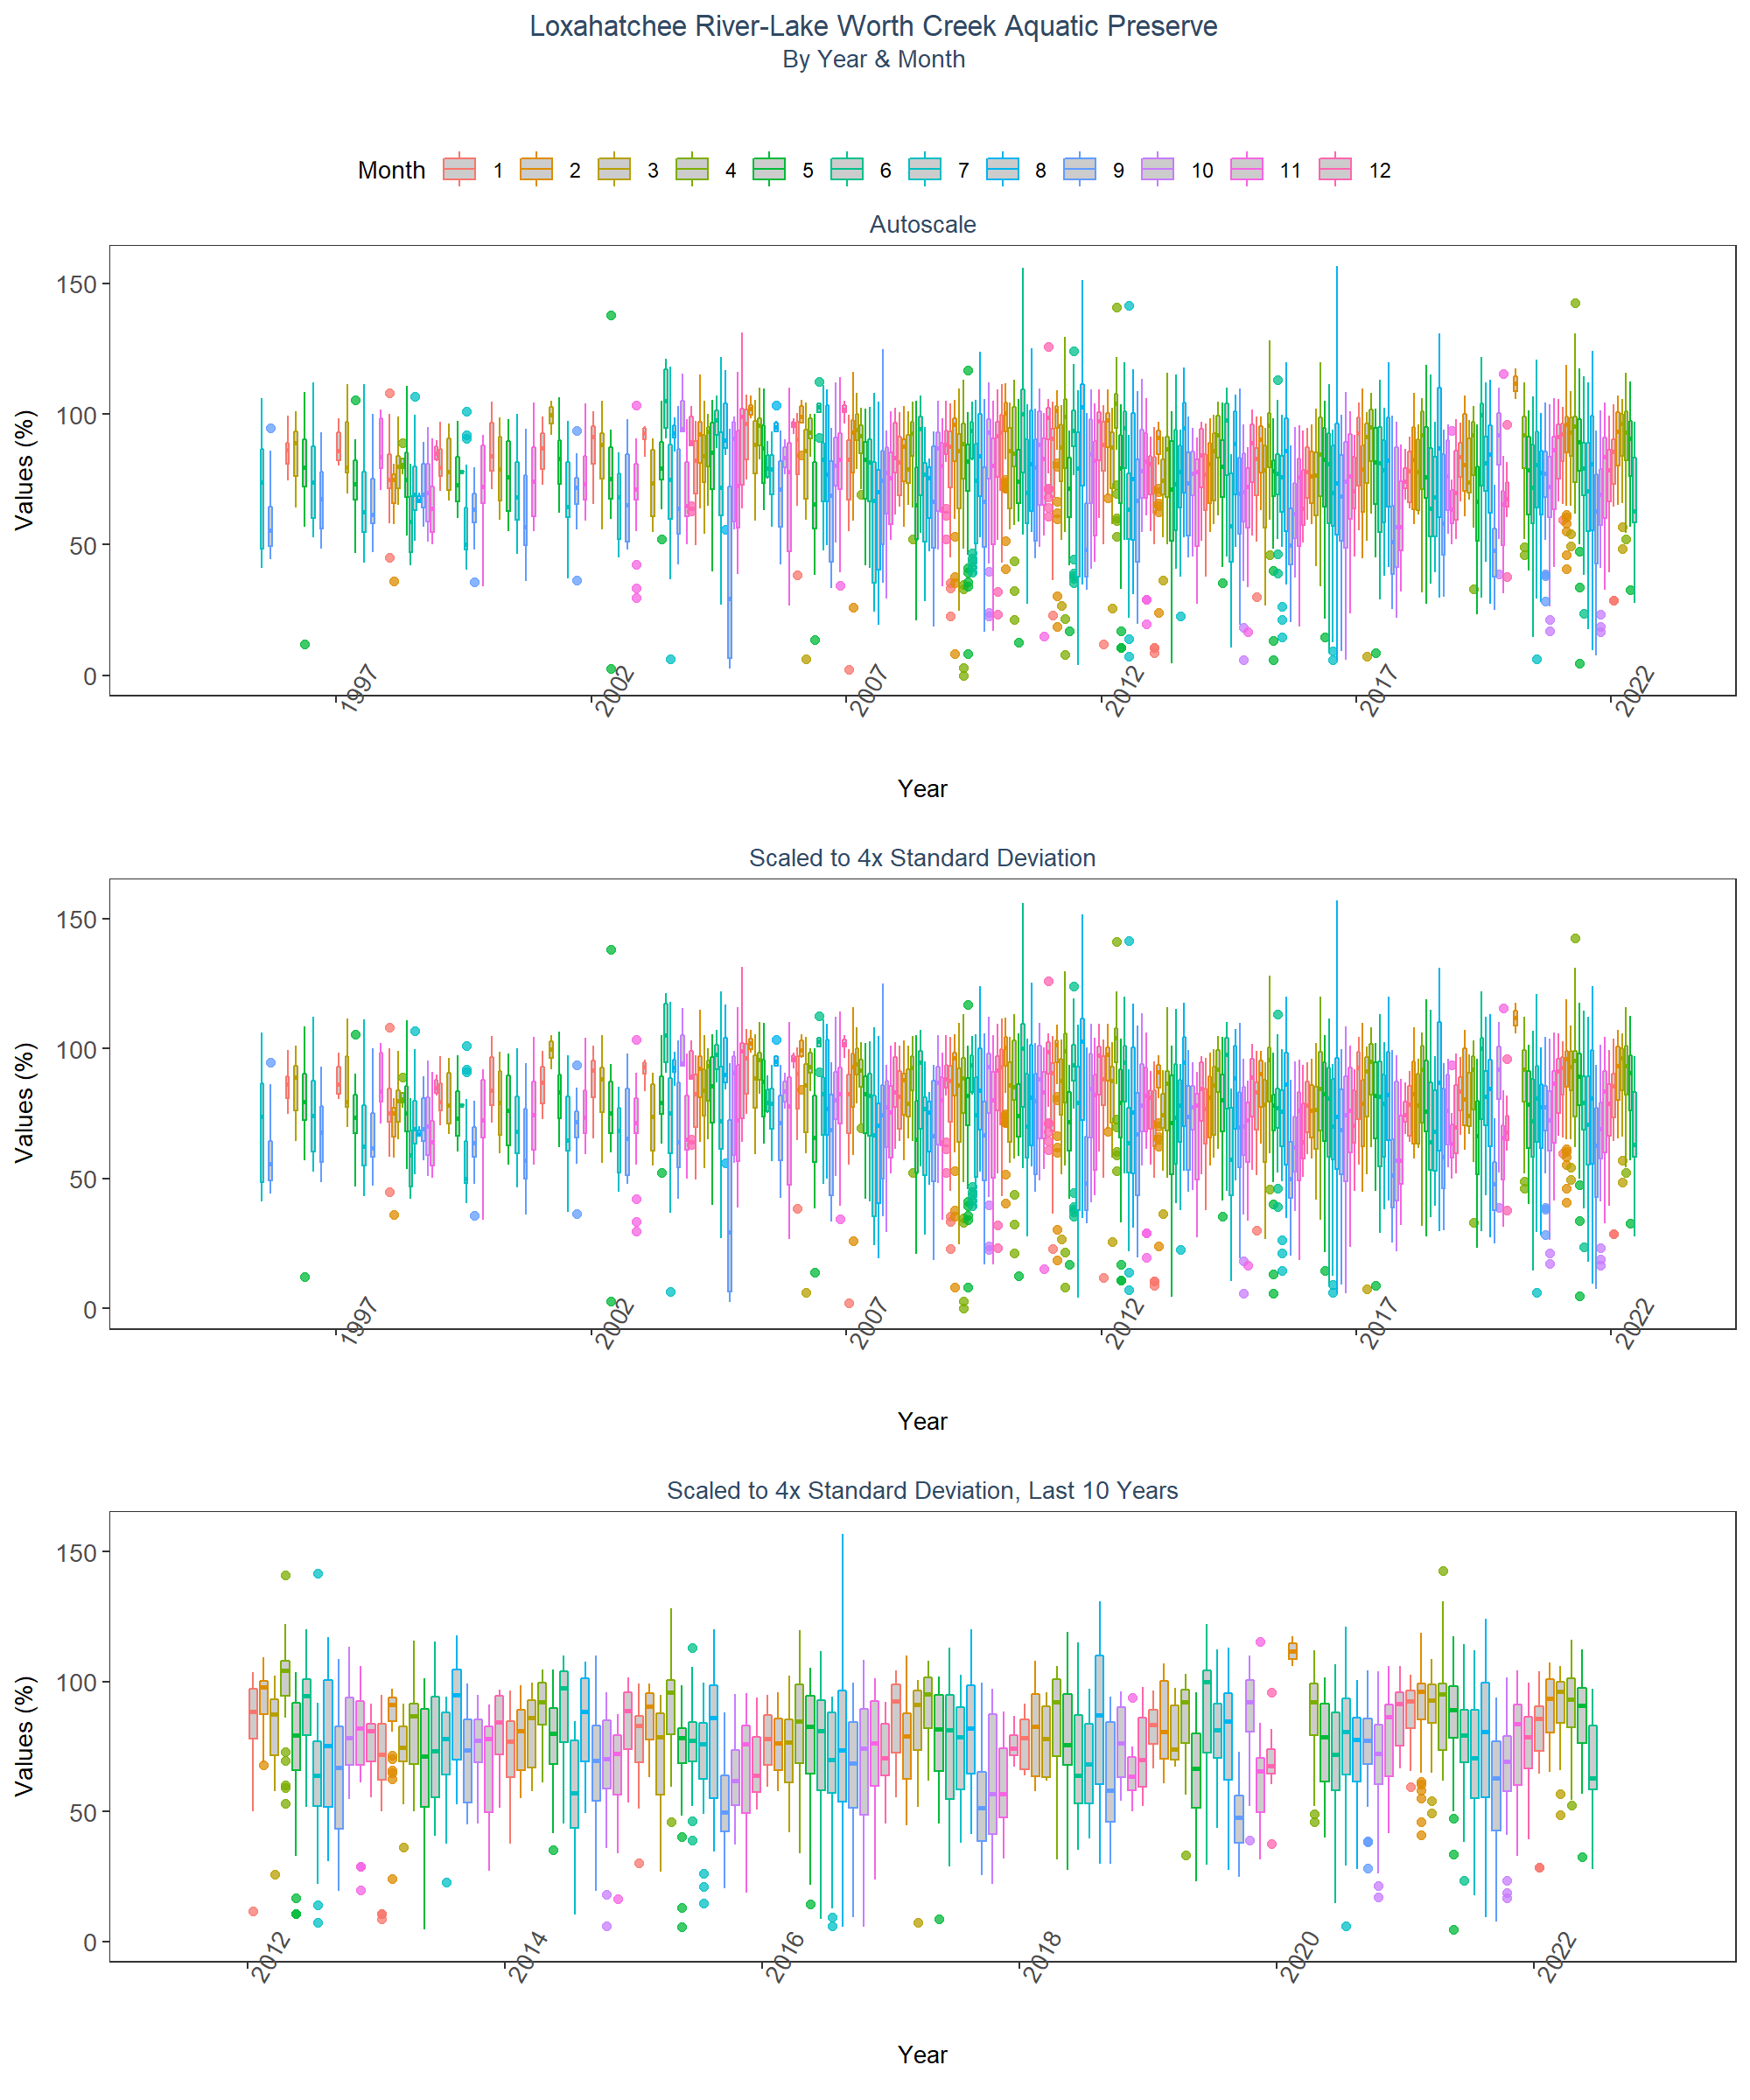 Loxahatchee River-Lake Worth Creek Aquatic Preserve
By Year & Month
Month 1 2 3 4 5 6 7 8 9 10 11 12
Autoscale
Values (%)
150
100
50
0
1997 2002 2007 2012 2017 2022
Year
Scaled to 4x Standard Deviation
Values (%)
150
100
50
0
1997 2002 2007 2012 2017 2022
Year
Scaled to 4x Standard Deviation, Last 10 Years
Values (%)
150
100
50
0
2012 2014 2016 2018 2020 2022
Year